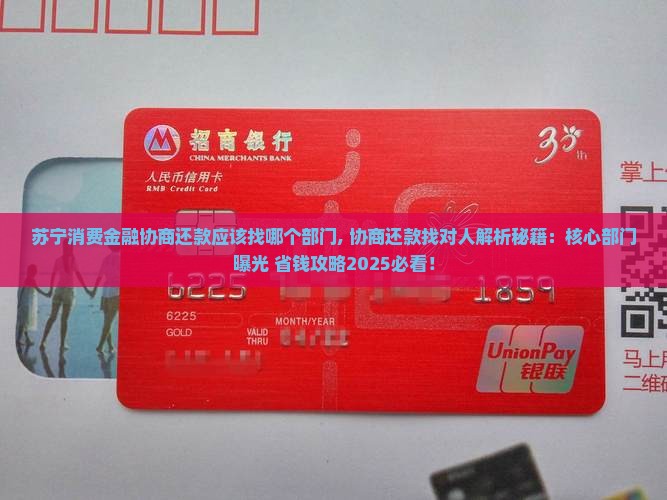 招商银行
CHINA MERCHANTS BANK
30th
人民币信用卡
RMB Credit Card
掌上
苏宁消费金融协商还款应该找哪个部门, 协商还款找对人解析秘籍：核心部门
曝光 省钱攻略2025必看！
6225 1859
6225
GOLD
VALID
THRU
MONTH/YEAR
UnionPay
银联
马上用
二维码